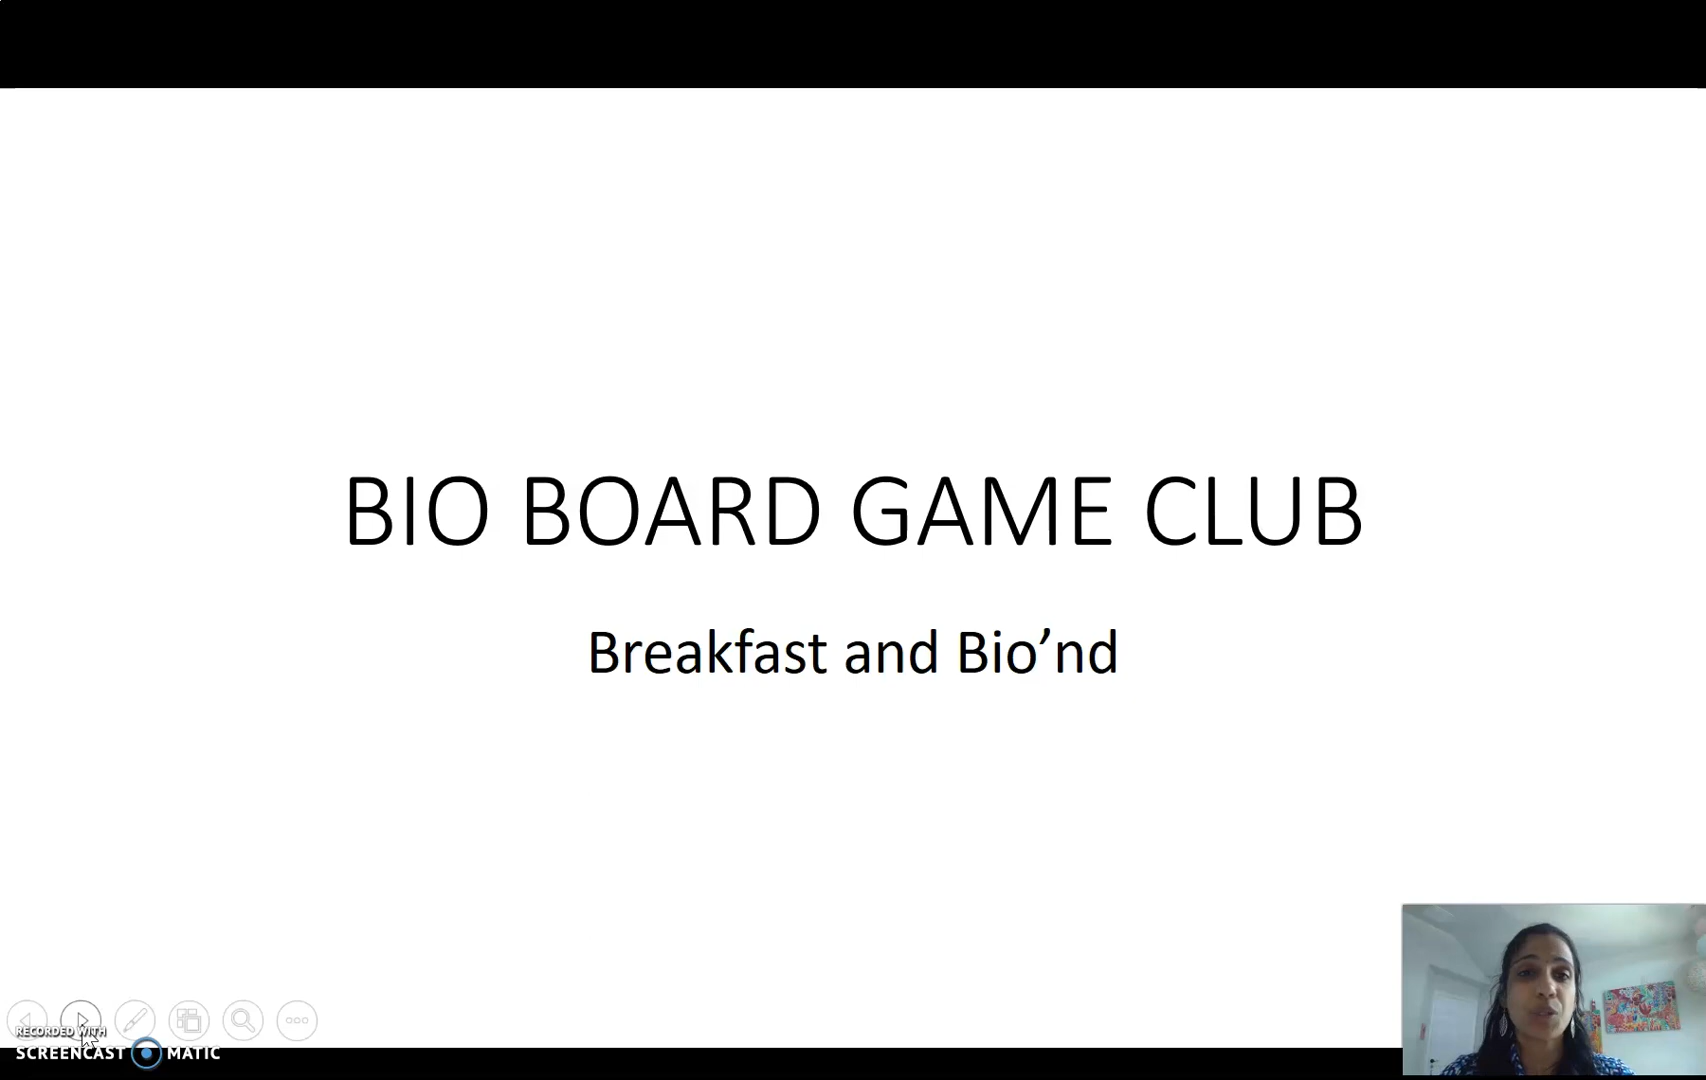 BIO BOARD GAME CLUB
Breakfast and Bio’nd
RECORDED WITH
SCREENCAST MATIC